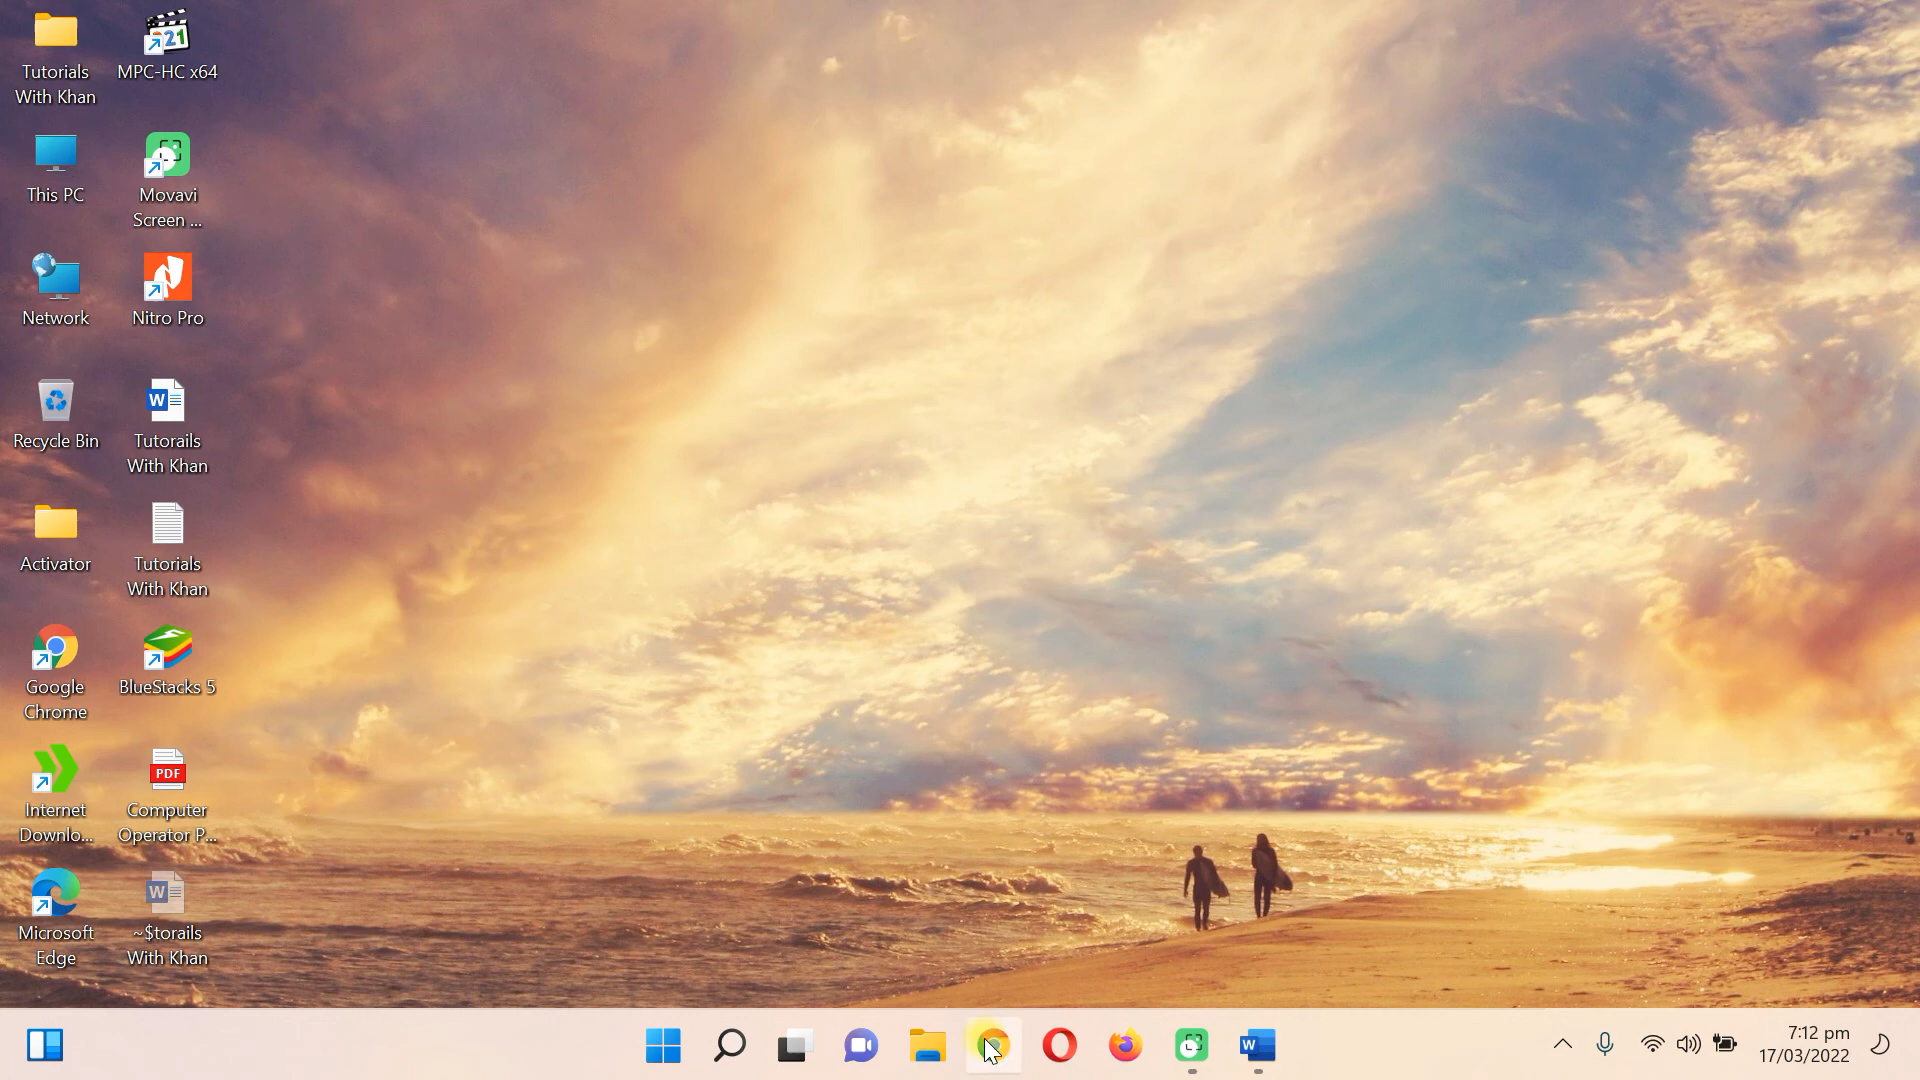 Tutorials
With Khan
This PC
Network
Recycle Bin
Activator
Google
Chrome
Internet
Downlo...
Microsoft
Edge
21
MPC-HC x64
Movavi
Screen ...
Nitro Pro
W
Tutorails
With Khan
Tutorials
With Khan
BlueStacks 5
PDF
Computer
Operator P...
W
~$torails
With Khan
W
7:12 pm
17/03/2022